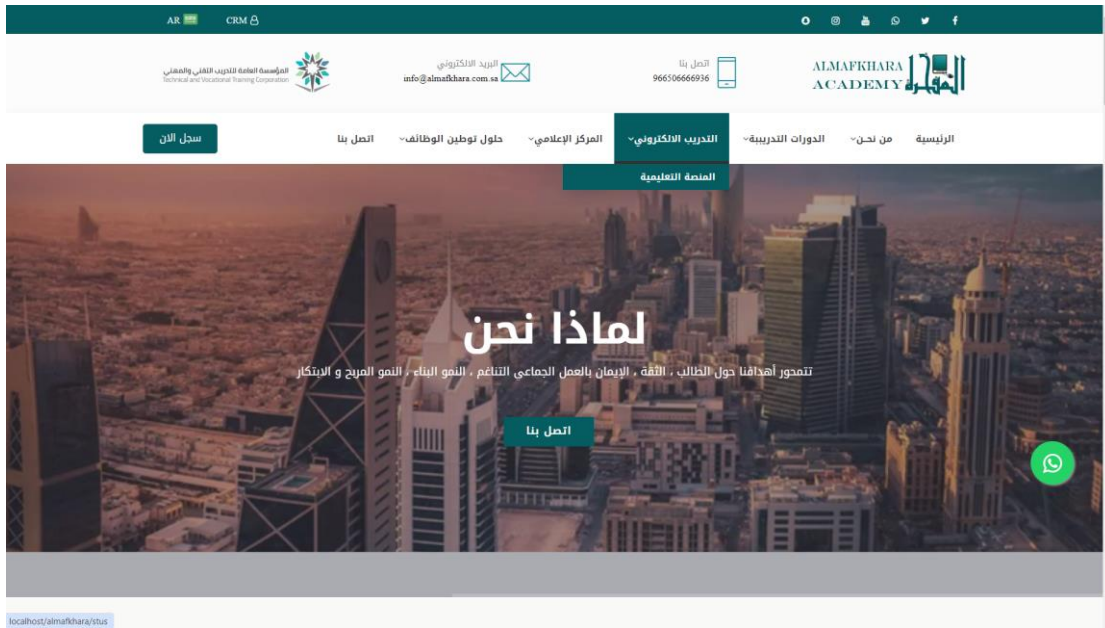 AR
CRM
المؤسسة العامة للتدريب التقني والمهني
Technical and Vocational Training Corporation
البريد الالكتروني
info@almafkhara.com.sa
اتصل بنا
966506666936
ALMAFKHARA
ACADEMY
المفخرة
الرئيسية
من نحن
الدورات التدريبية
التدريب الالكتروني
المركز الإعلامي
حلول توطين الوظائف
اتصل بنا
سجل الان
المنصة التعليمية
لماذا نحن
تتمحور أهدافنا حول الطالب ، الثقة ، الإيمان بالعمل الجماعي التناغم ، النمو البناء ، النمو المربح و الابتكار
اتصل بنا
localhost/almafkhara/stus